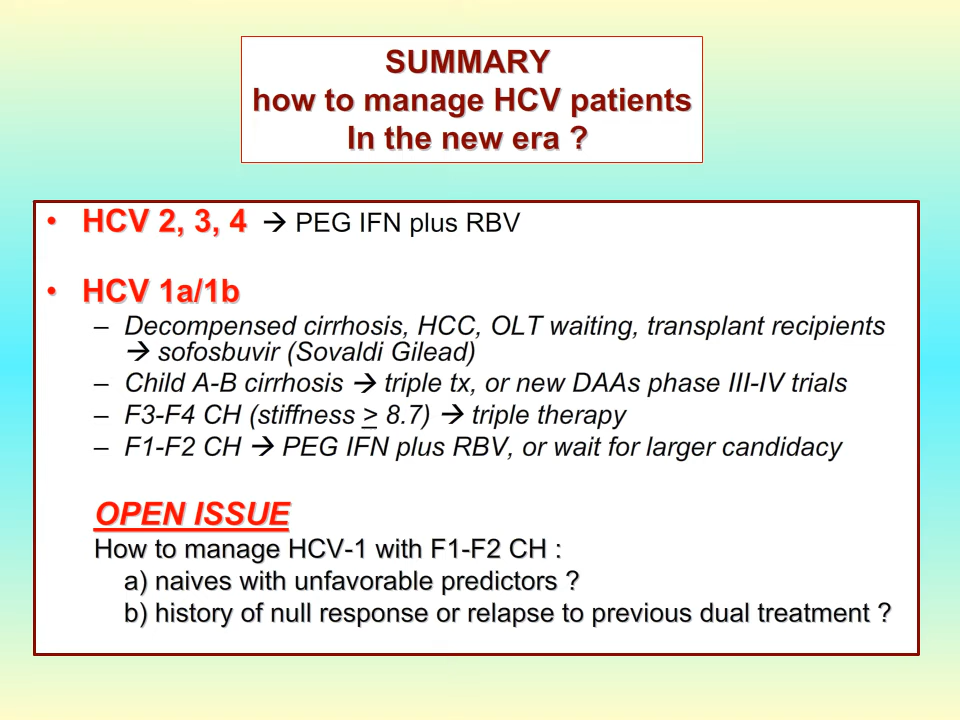 SUMMARY
how to manage HCV patients
In the new era ?
• HCV 2, 3, 4 → PEG IFN plus RBV
• HCV 1a/1b
– Decompensed cirrhosis, HCC, OLT waiting, transplant recipients
→ sofosbuvir (Sovaldi Gilead)
– Child A-B cirrhosis → triple tx, or new DAAs phase III-IV trials
– F3-F4 CH (stiffness > 8.7) → triple therapy
– F1-F2 CH → PEG IFN plus RBV, or wait for larger candidacy
OPEN ISSUE
How to manage HCV-1 with F1-F2 CH :
a) naives with unfavorable predictors ?
b) history of null response or relapse to previous dual treatment ?